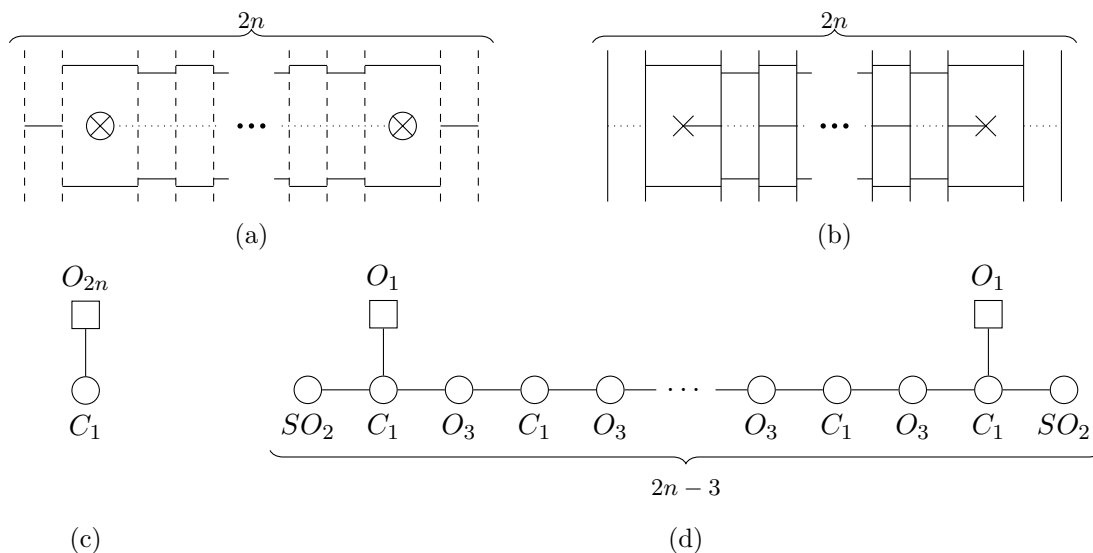 2n 2n
(a) (b)
O_{2n} O_1 O_1
C_1 SO_2 C_1 O_3 C_1 O_3 ··· O_3 C_1 O_3 C_1 SO_2
2n − 3
(c) (d)